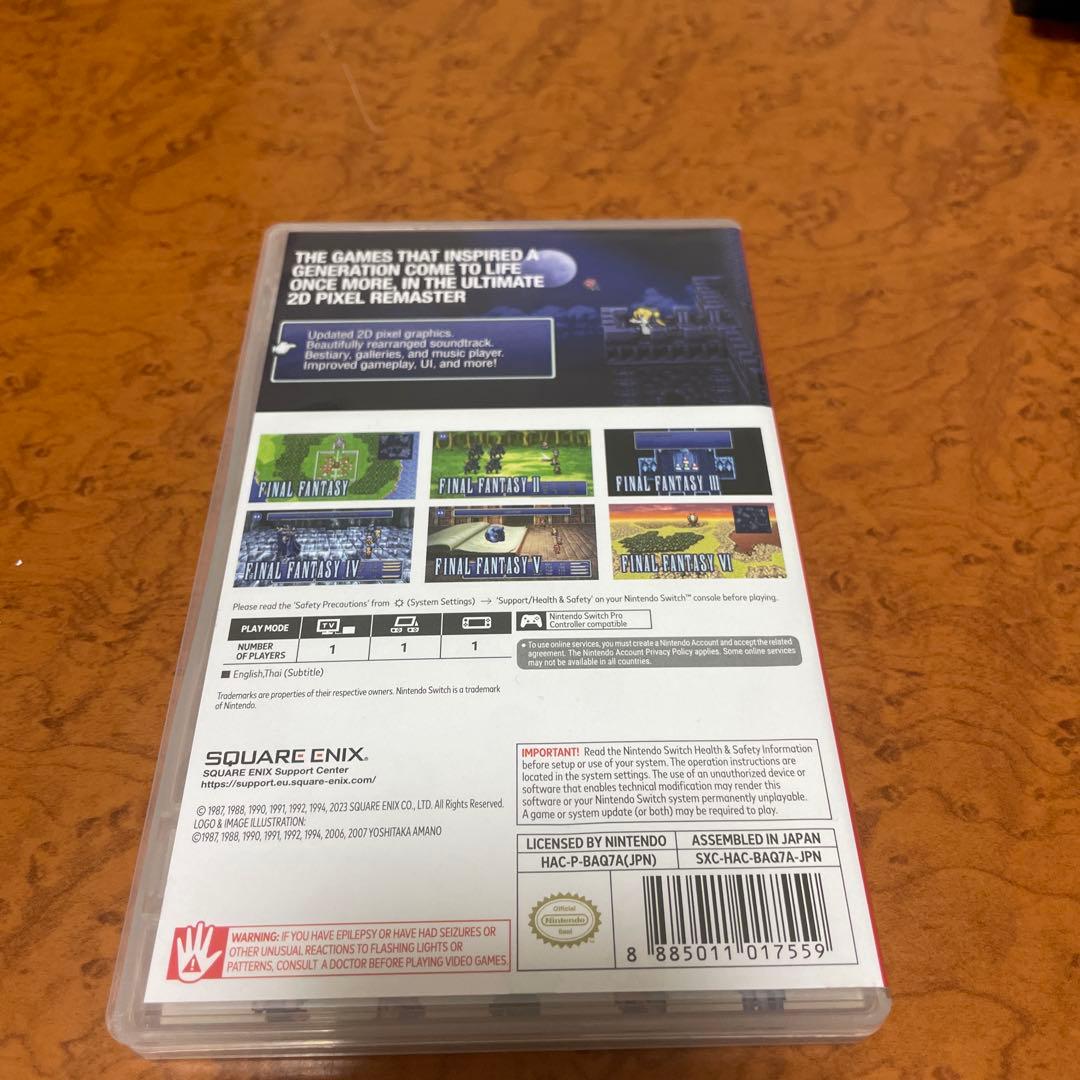 THE GAMES THAT INSPIRED A
GENERATION COME TO LIFE
ONCE MORE, IN THE ULTIMATE
2D PIXEL REMASTER
Updated 2D pixel graphics.
Beautifully rearranged soundtrack.
Bestiary, galleries, and music player.
Improved gameplay, UI, and more!
FINAL FANTASY
FINAL FANTASY II
FINAL FANTASY III
FINAL FANTASY IV
FINAL FANTASY V
FINAL FANTASY VI
Please read the 'Safety Precautions' from (System Settings) → 'Support/Health & Safety' on your Nintendo Switch™ console before playing.
PLAY MODE
TV
NUMBER
OF PLAYERS
1
1
1
Nintendo Switch Pro
Controller compatible
• To use online services, you must create a Nintendo Account and accept the related
agreement. The Nintendo Account Privacy Policy applies. Some online services
may not be available in all countries.
■ English,Thai (Subtitle)
Trademarks are properties of their respective owners. Nintendo Switch is a trademark
of Nintendo.
SQUARE ENIX®
SQUARE ENIX Support Center
https://support.eu.square-enix.com/
© 1987, 1988, 1990, 1991, 1992, 1994, 2023 SQUARE ENIX CO., LTD. All Rights Reserved.
LOGO & IMAGE ILLUSTRATION:
©1987, 1988, 1990, 1991, 1992, 1994, 2006, 2007 YOSHITAKA AMANO
IMPORTANT! Read the Nintendo Switch Health & Safety Information
before setup or use of your system. The operation instructions are
located in the system settings. The use of an unauthorized device or
software that enables technical modification may render this
software or your Nintendo Switch system permanently unplayable.
A game or system update (or both) may be required to play.
LICENSED BY NINTENDO
ASSEMBLED IN JAPAN
HAC-P-BAQ7A(JPN)
SXC-HAC-BAQ7A-JPN
Official
Nintendo
Seal
8 885011 017559
WARNING: IF YOU HAVE EPILEPSY OR HAVE HAD SEIZURES OR
OTHER UNUSUAL REACTIONS TO FLASHING LIGHTS OR
PATTERNS, CONSULT A DOCTOR BEFORE PLAYING VIDEO GAMES.